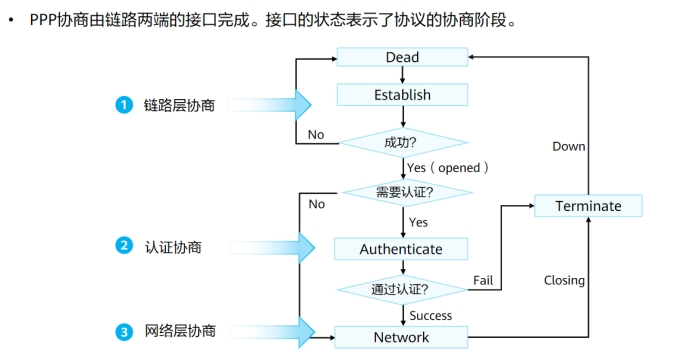 • PPP协商由链路两端的接口完成。接口的状态表示了协议的协商阶段。
Dead
1 链路层协商
Establish
No
成功?
Down
Yes（opened）
需要认证?
No
Terminate
Yes
2 认证协商
Authenticate
通过认证?
Fail
Closing
Success
3 网络层协商
Network